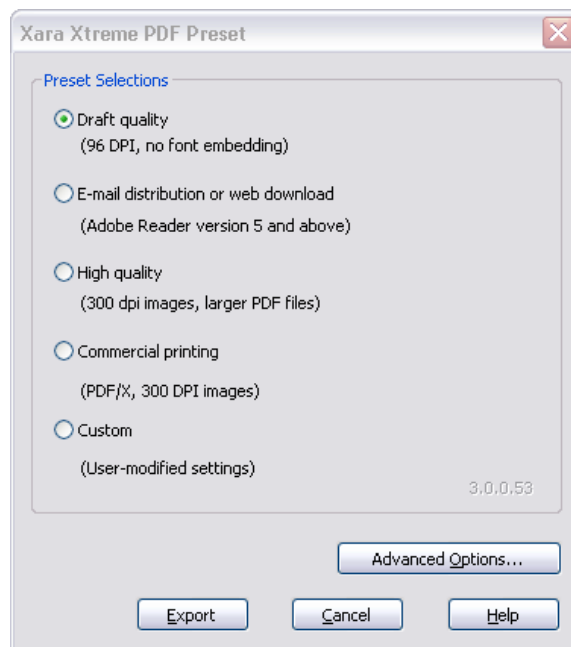 Xara Xtreme PDF Preset
Preset Selections
Draft quality
(96 DPI, no font embedding)
E-mail distribution or web download
(Adobe Reader version 5 and above)
High quality
(300 dpi images, larger PDF files)
Commercial printing
(PDF/X, 300 DPI images)
Custom
(User-modified settings)
3.0.0.53
Advanced Options...
Export Cancel Help